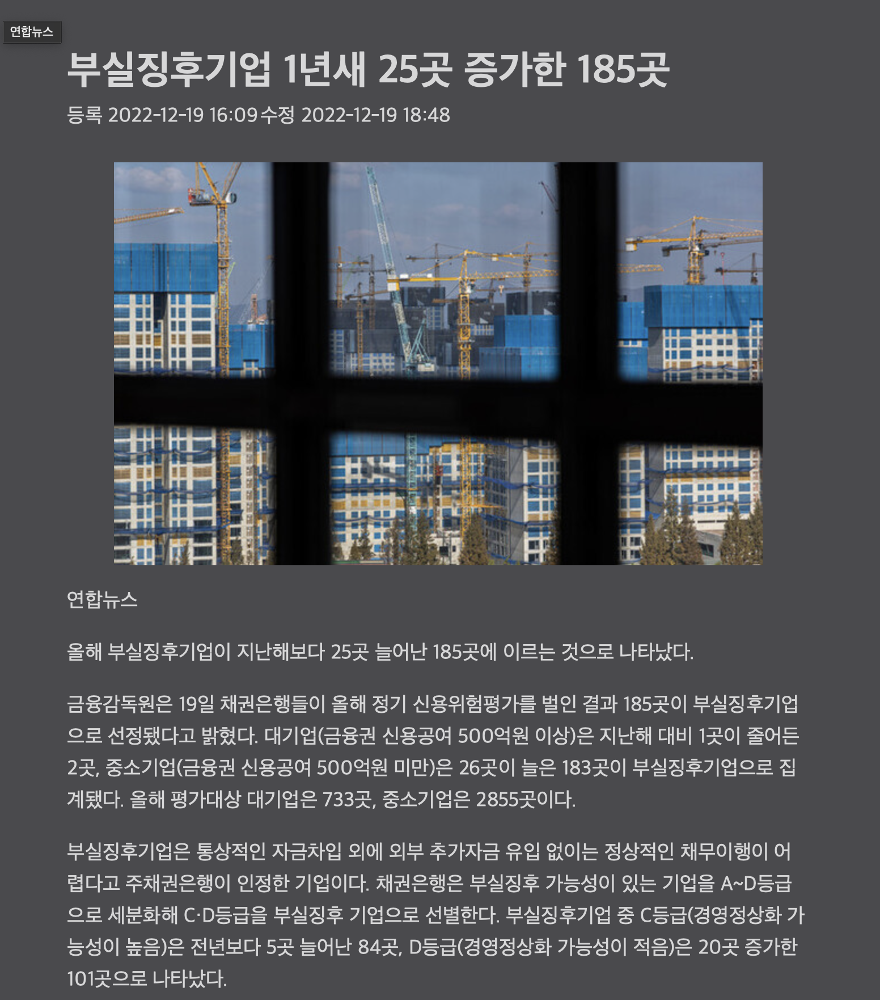 연합뉴스
부실징후기업 1년새 25곳 증가한 185곳
등록 2022-12-19 16:09 수정 2022-12-19 18:48
연합뉴스
올해 부실징후기업이 지난해보다 25곳 늘어난 185곳에 이르는 것으로 나타났다.
금융감독원은 19일 채권은행들이 올해 정기 신용위험평가를 벌인 결과 185곳이 부실징후기업
으로 선정됐다고 밝혔다. 대기업(금융권 신용공여 500억원 이상)은 지난해 대비 1곳이 줄어든
2곳, 중소기업(금융권 신용공여 500억원 미만)은 26곳이 늘은 183곳이 부실징후기업으로 집
계됐다. 올해 평가대상 대기업은 733곳, 중소기업은 2855곳이다.
부실징후기업은 통상적인 자금차입 외에 외부 추가자금 유입 없이는 정상적인 채무이행이 어
렵다고 주채권은행이 인정한 기업이다. 채권은행은 부실징후 가능성이 있는 기업을 A~D등급
으로 세분화해 C·D등급을 부실징후 기업으로 선별한다. 부실징후기업 중 C등급(경영정상화 가
능성이 높음)은 전년보다 5곳 늘어난 84곳, D등급(경영정상화 가능성이 적음)은 20곳 증가한
101곳으로 나타났다.